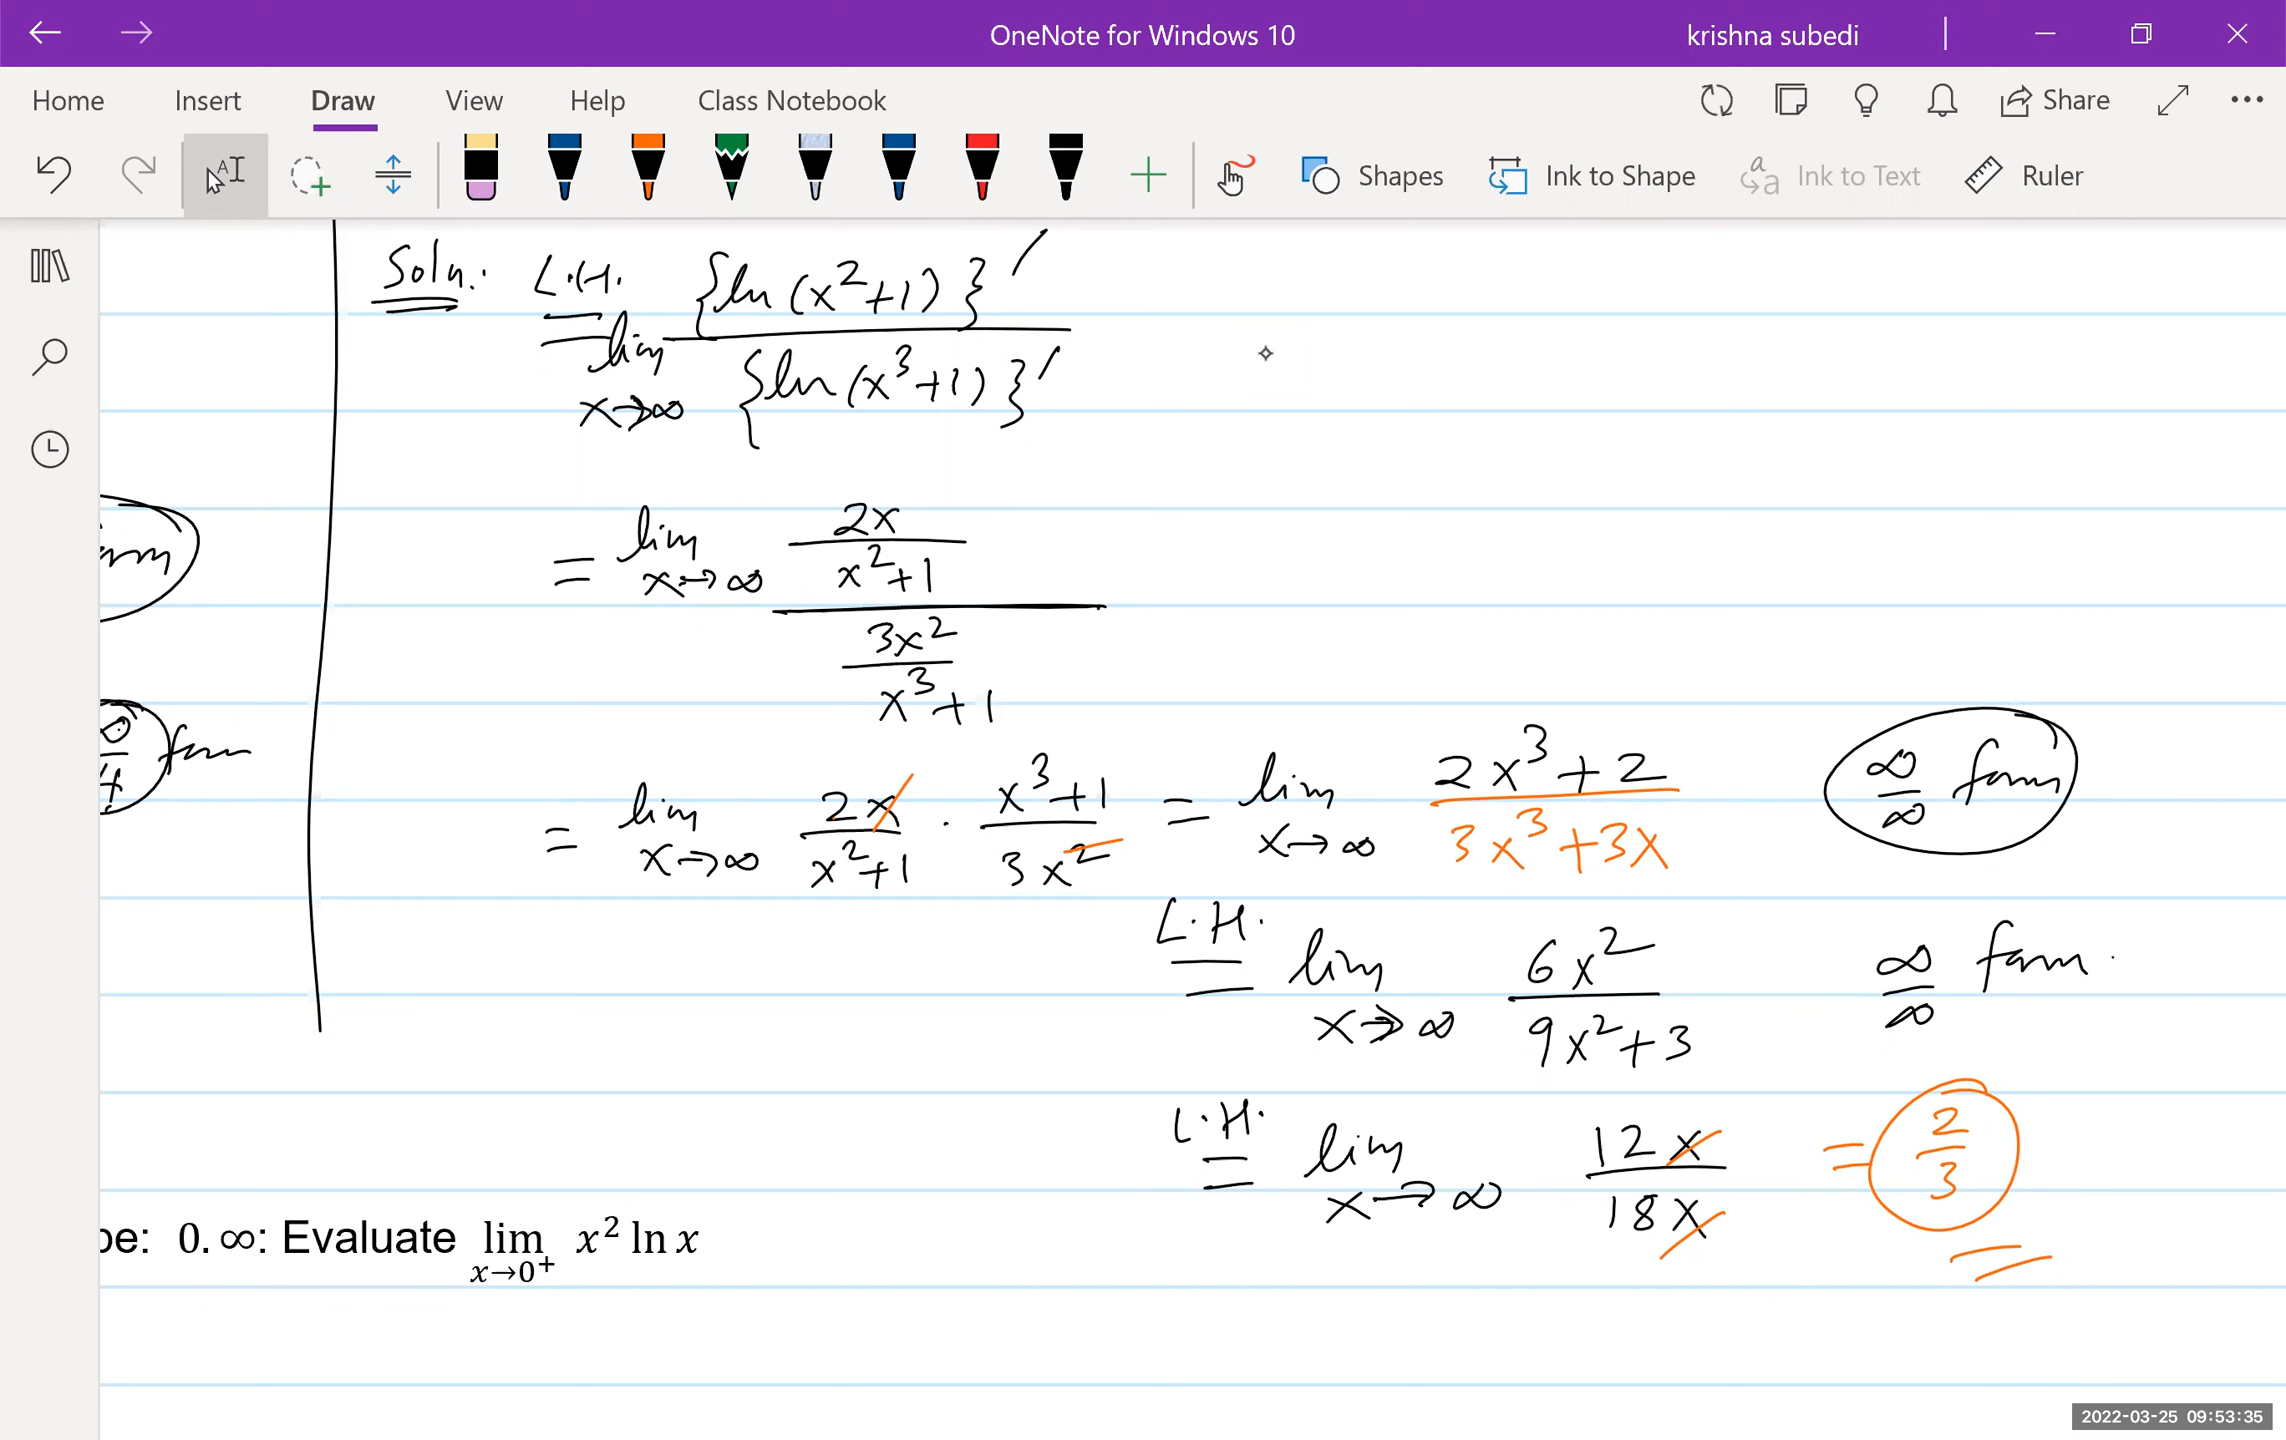 OneNote for Windows 10
krishna subedi
Home Insert Draw View Help Class Notebook Share
Shapes Ink to Shape Ink to Text Ruler
Soln. L.H. = lim x→∞ {ln (x²+1)}' / {ln (x³+1)}'
= lim x→∞ (2x / (x²+1)) / (3x² / (x³+1))
= lim x→∞ 2x/(x²+1) · (x³+1)/3x² = lim x→∞ (2x³+2)/(3x³+3x) ∞/∞ form
form
L.H. = lim x→∞ 6x²/(9x²+3) ∞/∞ form.
L.H. = lim x→∞ 12x/18x = 2/3
pe: 0.∞: Evaluate lim x→0⁺ x² ln x
2022-03-25 09:53:35